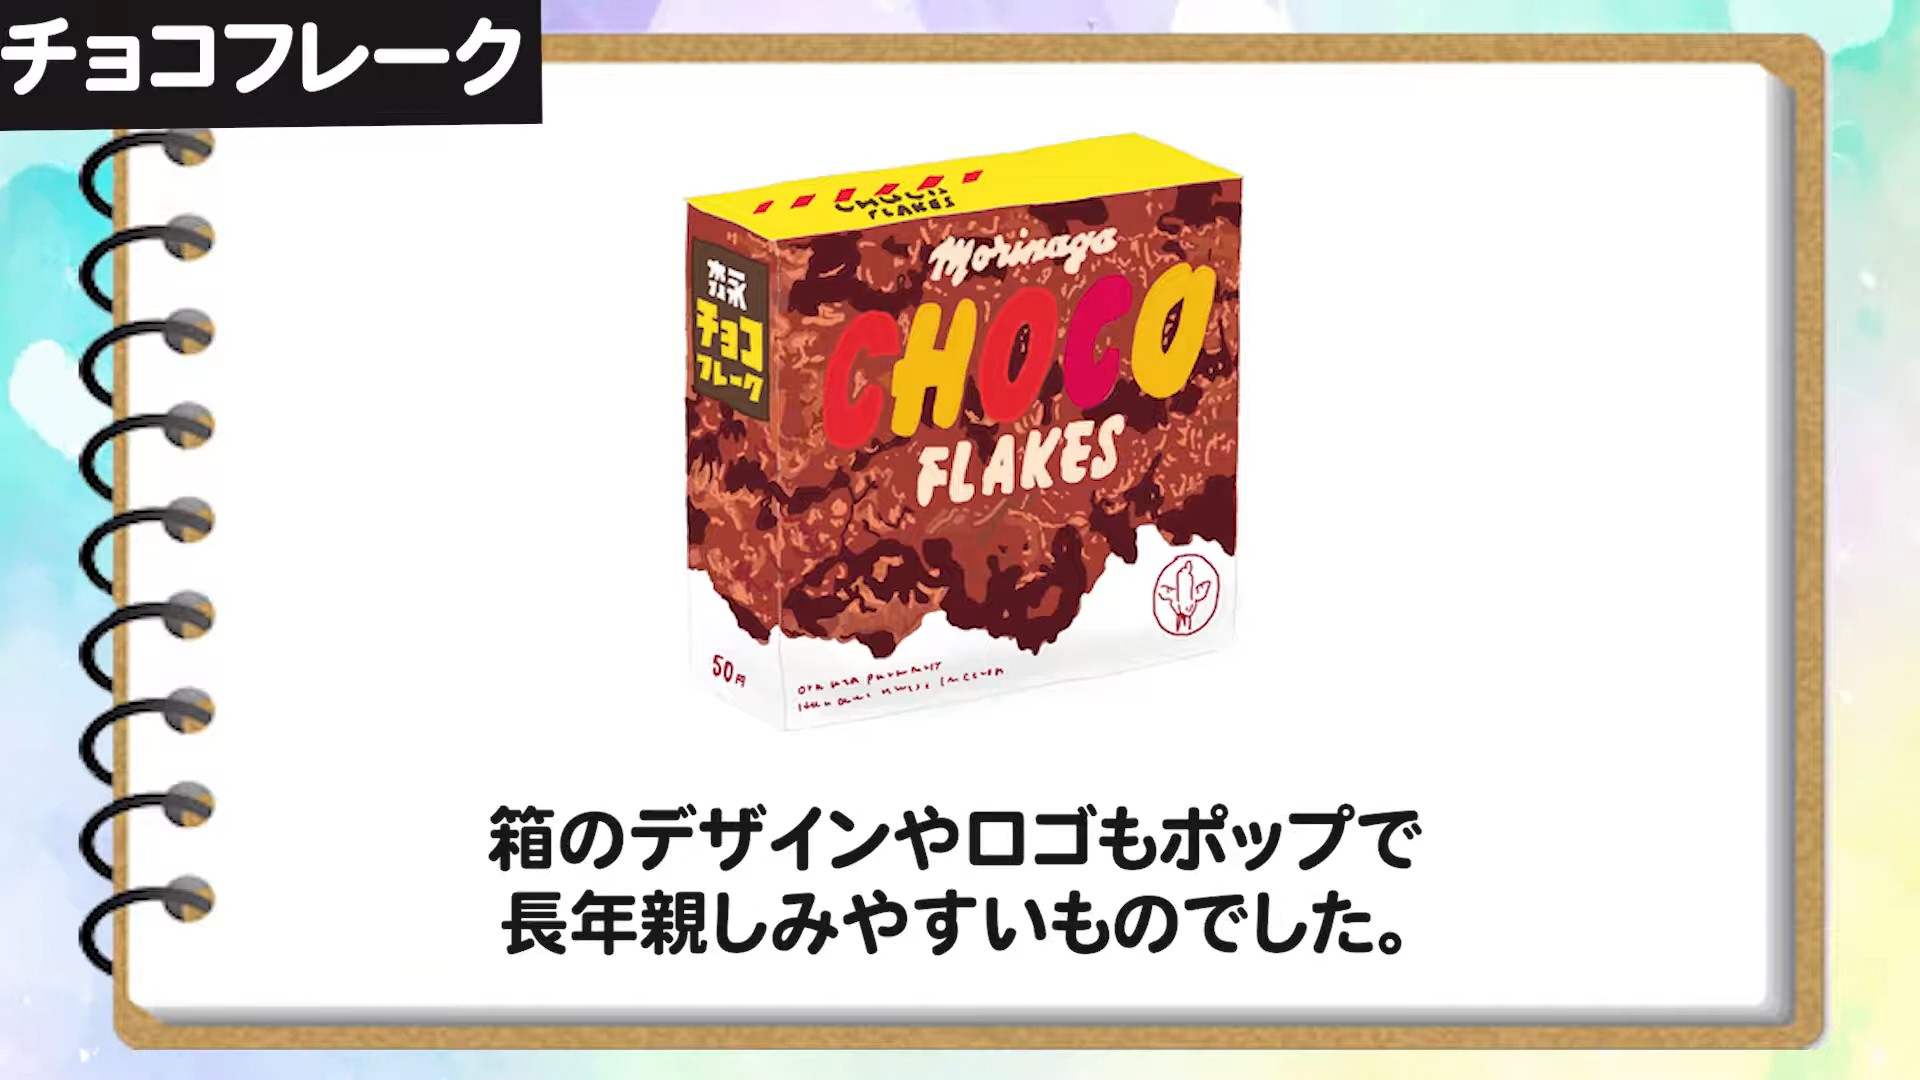 チョコフレーク
CHOCO
FLAKES
Morinaga
CHOCO
FLAKES
森永
チョコ
フレーク
50円
箱のデザインやロゴもポップで
長年親しみやすいものでした。